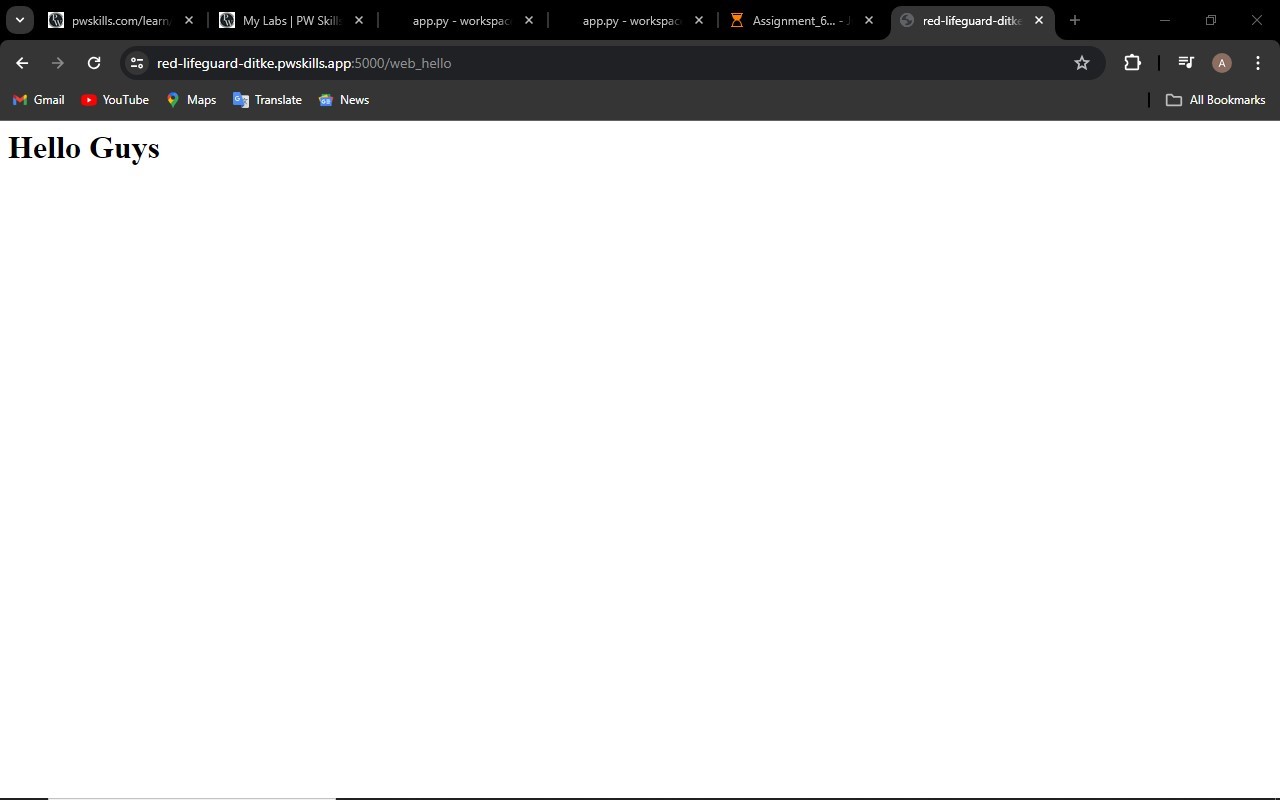 pwskills.com/learn
My Labs | PW Skills
app.py - workspac
app.py - workspac
Assignment_6... - J
red-lifeguard-ditke
red-lifeguard-ditke.pwskills.app:5000/web_hello
A
Gmail
YouTube
Maps
Translate
News
All Bookmarks
Hello Guys